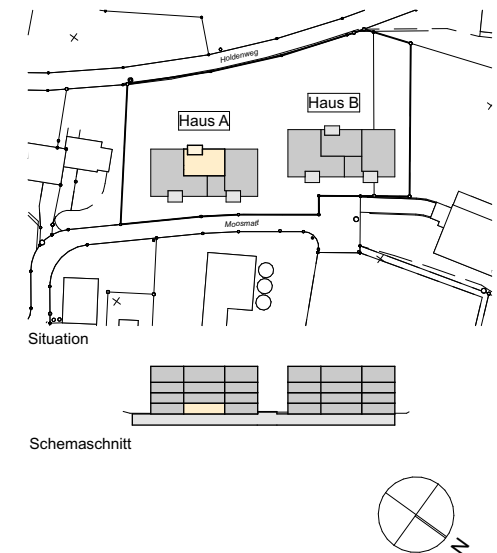 Holdenweg
Haus B
Haus A
Moosmatt
Situation
Schemaschnitt
N